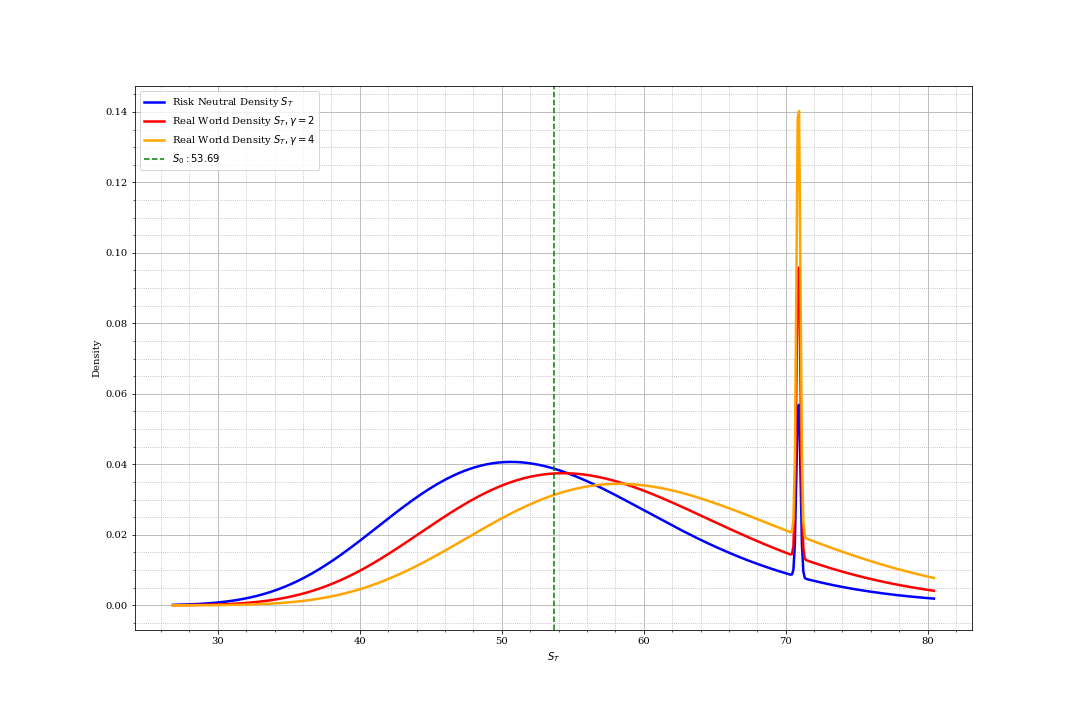 Risk Neutral Density $S_T$
Real World Density $S_T, γ = 2$
Real World Density $S_T, γ = 4$
$S_0 : 53.69$
0.14
0.12
0.10
0.08
0.06
0.04
0.02
0.00
Density
30 40 50 60 70 80
$S_T$